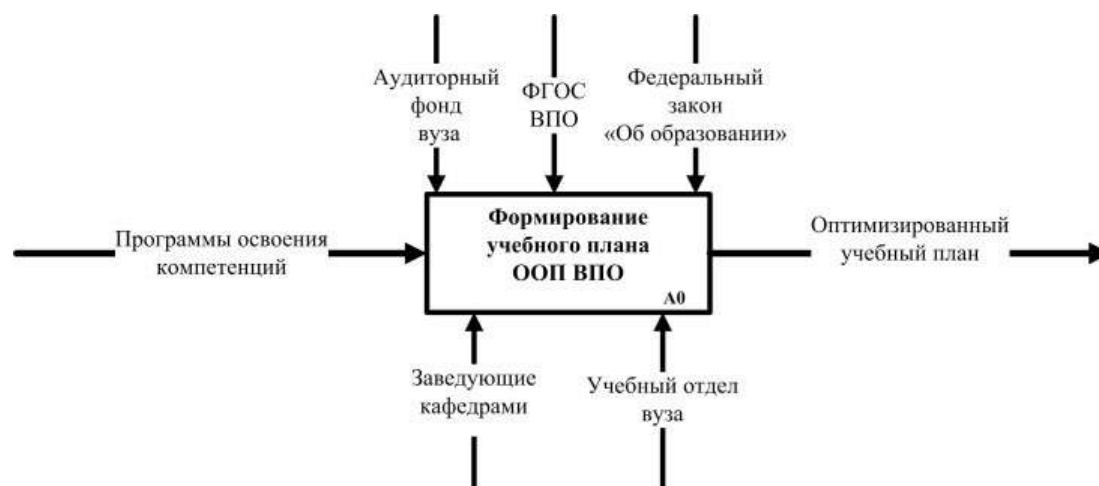 Аудиторный
фонд
вуза
ФГОС
ВПО
Федеральный
закон
«Об образовании»
Программы освоения
компетенций
Формирование
учебного плана
ООП ВПО
А0
Оптимизированный
учебный план
Заведующие
кафедрами
Учебный отдел
вуза